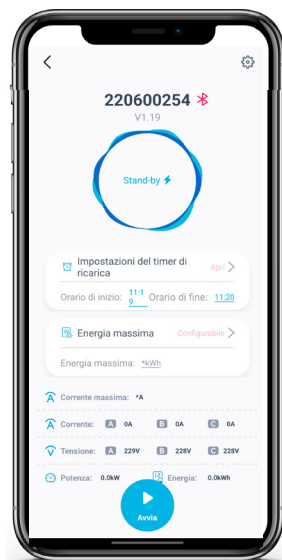 220600254
V1.19
Stand-by
Impostazioni del timer di
ricarica
Apri
Orario di inizio: 11:1
9
Orario di fine: 11:20
Energia massima
Configurabile
Energia massima: *kWh
Corrente massima: *A
Corrente: A 0A B 0A C 0A
Tensione: A 229V B 228V C 228V
Potenza: 0.0kW Energia: 0.0kWh
Avvia